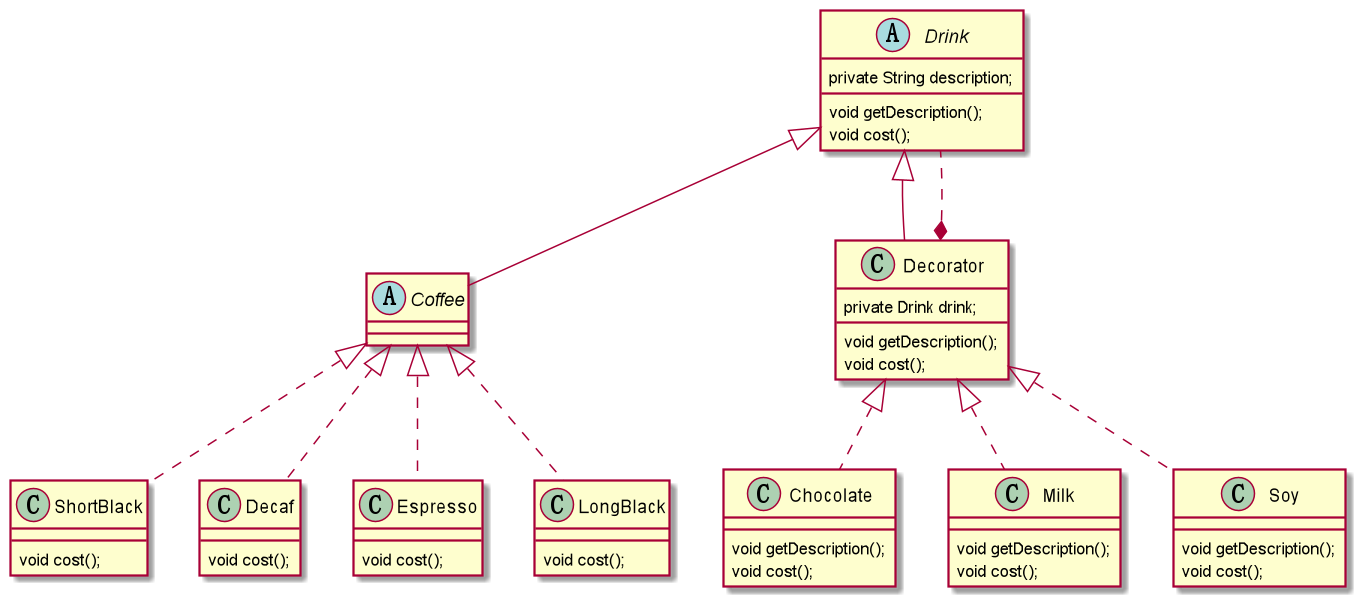 A Drink
private String description;
void getDescription();
void cost();
A Coffee
C Decorator
private Drink drink;
void getDescription();
void cost();
C ShortBlack
void cost();
C Decaf
void cost();
C Espresso
void cost();
C LongBlack
void cost();
C Chocolate
void getDescription();
void cost();
C Milk
void getDescription();
void cost();
C Soy
void getDescription();
void cost();